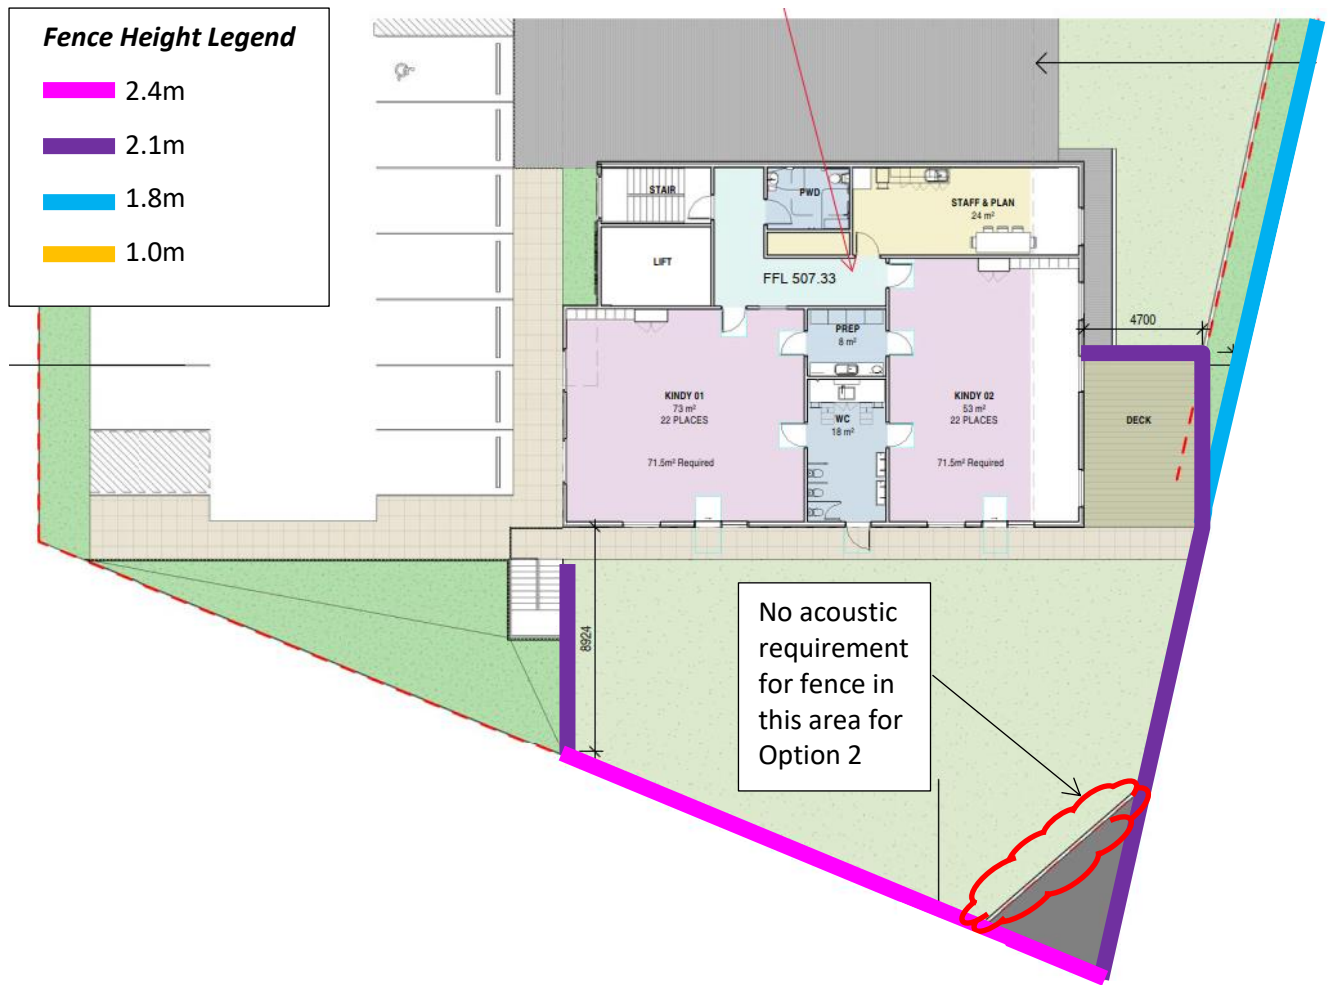 Fence Height Legend
2.4m
2.1m
1.8m
1.0m
STAIR
PWD
STAFF & PLAN
24 m²
LIFT
FFL 507.33
4700
PREP
8 m²
KINDY 01
73 m²
22 PLACES
71.5m² Required
WC
18 m²
KINDY 02
53 m²
22 PLACES
71.5m² Required
DECK
8924
No acoustic
requirement
for fence in
this area for
Option 2